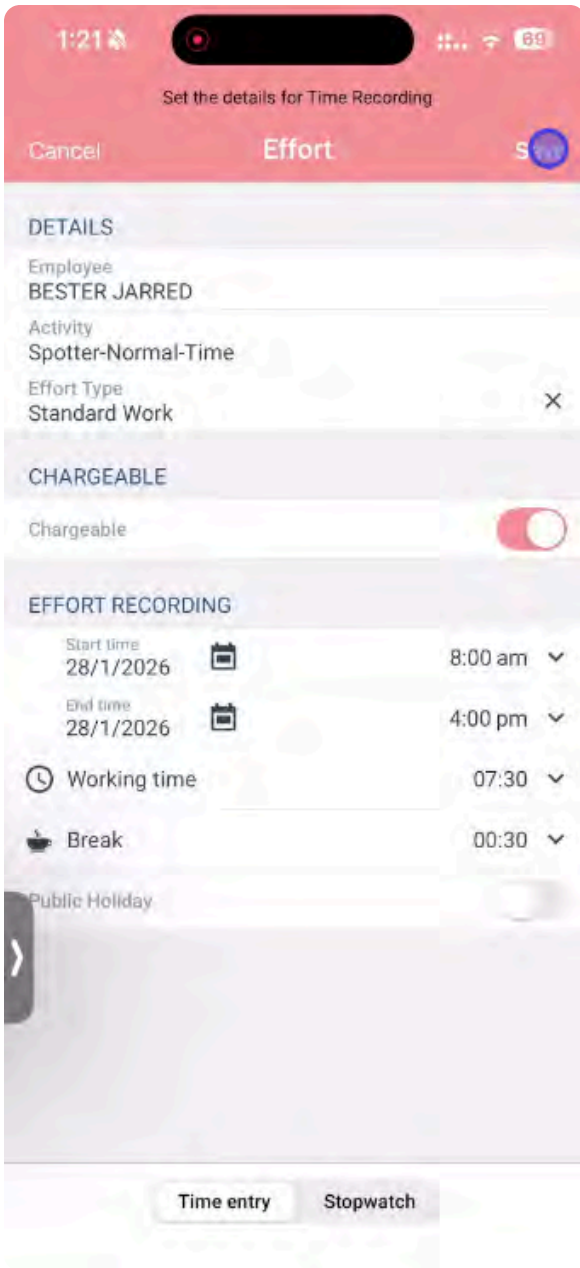 1:21
69
Set the details for Time Recording
Cancel
Effort
DETAILS
Employee
BESTER JARRED
Activity
Spotter-Normal-Time
Effort Type
Standard Work
CHARGEABLE
Chargeable
EFFORT RECORDING
Start time
28/1/2026
8:00 am
End time
28/1/2026
4:00 pm
Working time
07:30
Break
00:30
Public Holiday
Time entry
Stopwatch